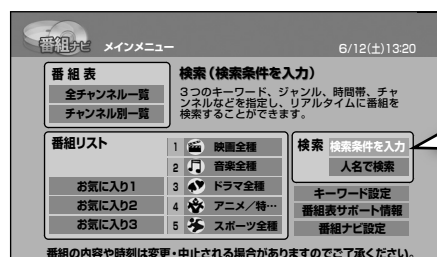 番組ナビ メインメニュー
6/12(土)13:20
番組表
全チャンネル一覧
チャンネル別一覧
検索(検索条件を入力)
3つのキーワード、ジャンル、時間帯、チャ
ンネルなどを指定し、リアルタイムに番組を
検索することができます。
番組リスト
お気に入り1
お気に入り2
お気に入り3
1 映画全種
2 音楽全種
3 ドラマ全種
4 アニメ/特…
5 スポーツ全種
検索 検索条件を入力
人名で検索
キーワード設定
番組表サポート情報
番組ナビ設定
番組の内容や時刻は変更・中止される場合がありますのでご了承ください。